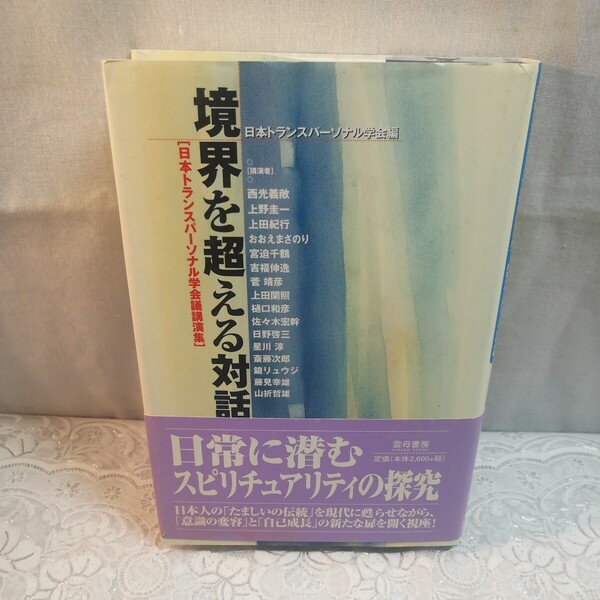 境界を超える対話
[日本トランスパーソナル学会議講演集]
日本トランスパーソナル学会編
[講演者]
西光義敞
上野圭一
上田紀行
おおえまさのり
宮迫千鶴
吉福伸逸
菅 靖彦
上田閑照
樋口和彦
佐々木宏幹
日野啓三
星川 淳
斎藤次郎
鏡リュウジ
藤見幸雄
山折哲雄
日常に潜む
スピリチュアリティの探究
雲母書房
定価(本体2,600+税)
日本人の「たましいの伝統」を現代に甦らせながら、
「意識の変容」と「自己成長」の新たな扉を開く視座!